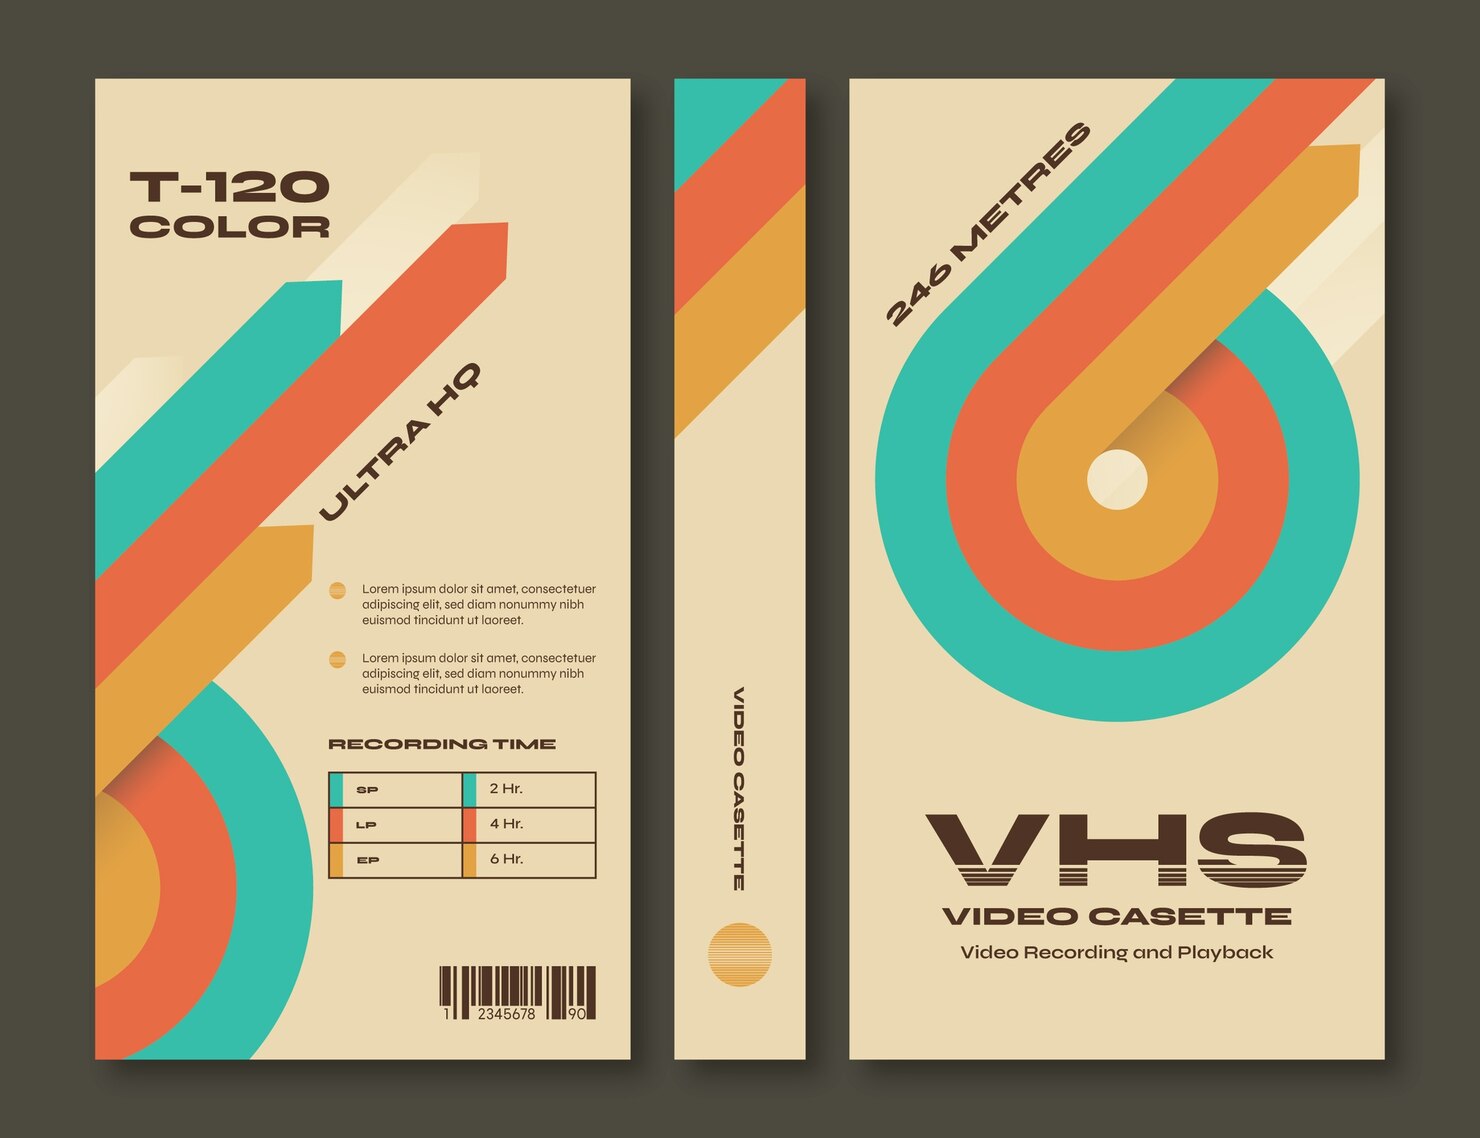 T-120
COLOR
ULTRA HQ
Lorem ipsum dolor sit amet, consectetuer
adipiscing elit, sed diam nonummy nibh
euismod tincidunt ut laoreet.
Lorem ipsum dolor sit amet, consectetuer
adipiscing elit, sed diam nonummy nibh
euismod tincidunt ut laoreet.
RECORDING TIME
SP 2 Hr.
LP 4 Hr.
EP 6 Hr.
1 2345678 90
VIDEO CASETTE
246 METRES
VHS
VIDEO CASETTE
Video Recording and Playback